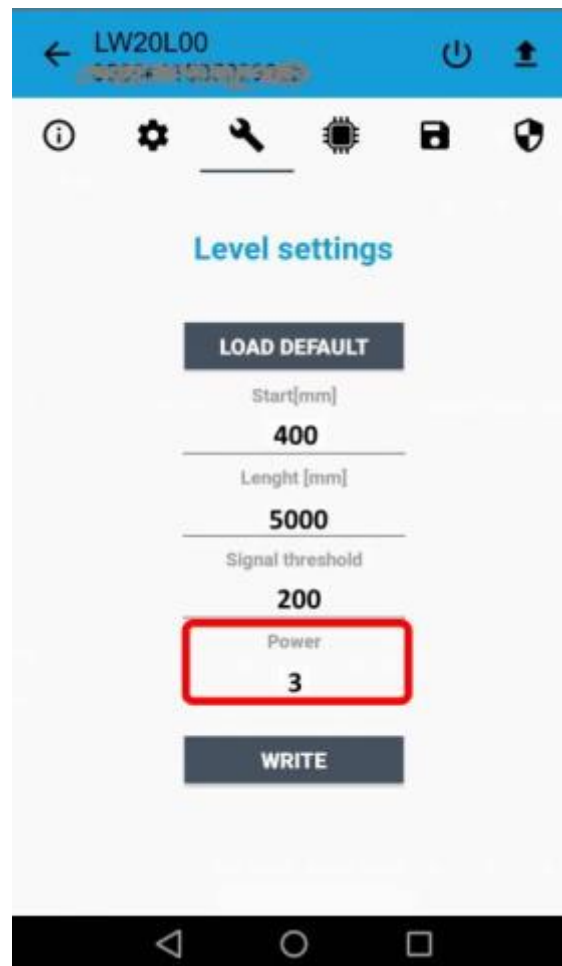 LW20L00
Level settings
LOAD DEFAULT
Start[mm]
400
Lenght [mm]
5000
Signal threshold
200
Power
3
WRITE